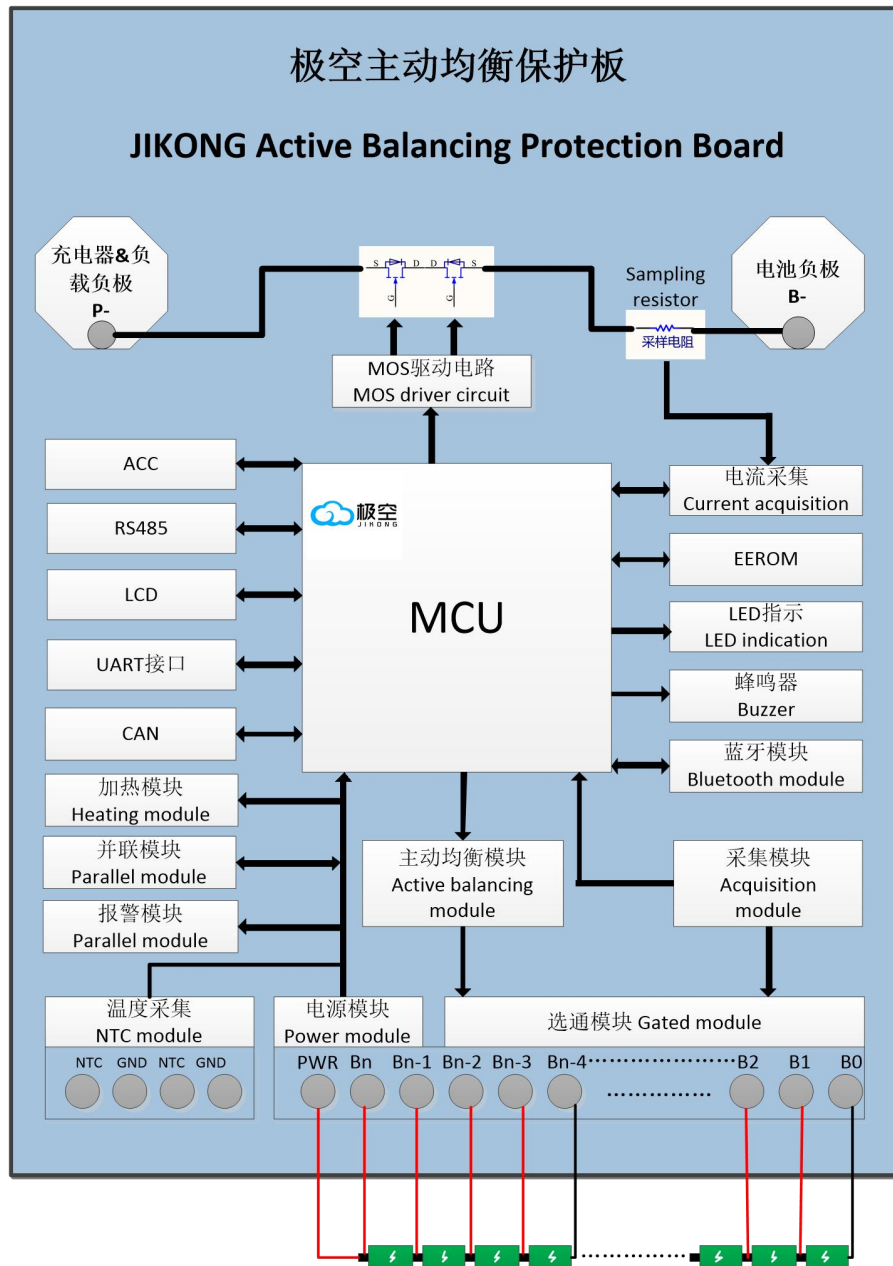 极空主动均衡保护板
JIKONG Active Balancing Protection Board
充电器&负
载负极
P-
S D D S
G G
Sampling
resistor
采样电阻
电池负极
B-
MOS驱动电路
MOS driver circuit
ACC
RS485
LCD
UART接口
CAN
加热模块
Heating module
并联模块
Parallel module
报警模块
Parallel module
极空
JIKONG
MCU
电流采集
Current acquisition
EEROM
LED指示
LED indication
蜂鸣器
Buzzer
蓝牙模块
Bluetooth module
主动均衡模块
Active balancing
module
采集模块
Acquisition
module
温度采集
NTC module
电源模块
Power module
选通模块 Gated module
NTC GND NTC GND
PWR Bn Bn-1 Bn-2 Bn-3 Bn-4 B2 B1 B0